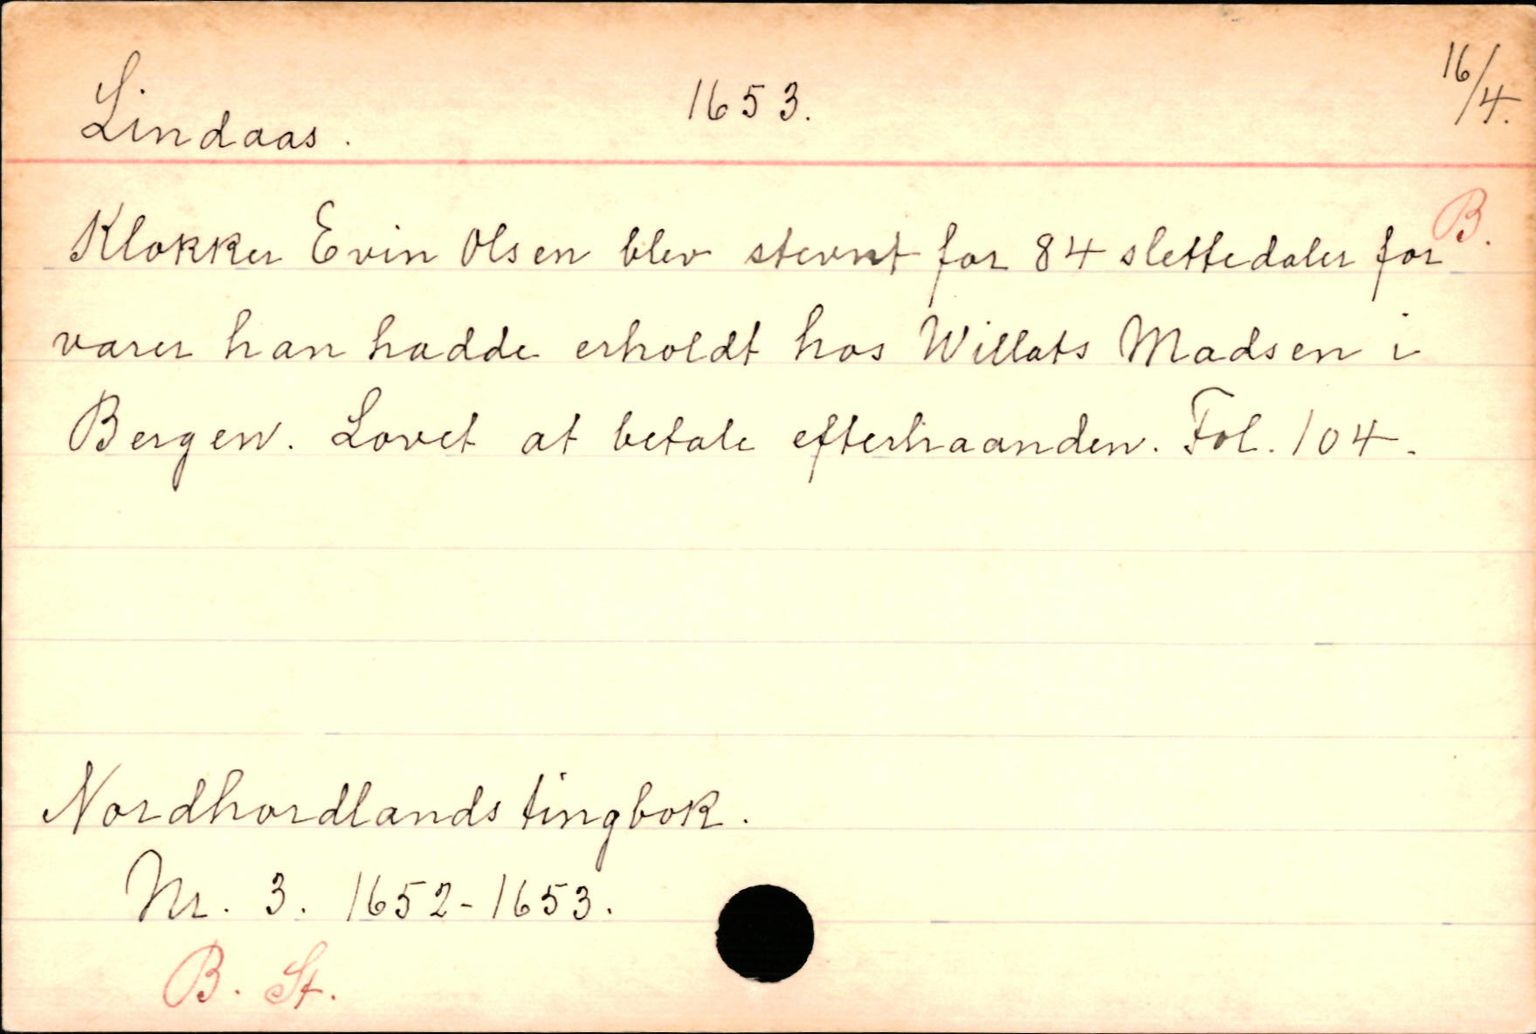 Lindaas. 1653. 16/4.
B.
Klokker Evin Olsen blev stevnt for 84 slettedaler for
varer han hadde erholdt hos Willats Madsen i
Bergen. Lovet at betale efterhaanden. Fol. 104.
Nordhordlands tingbok.
Nr. 3. 1652-1653.
B. St.